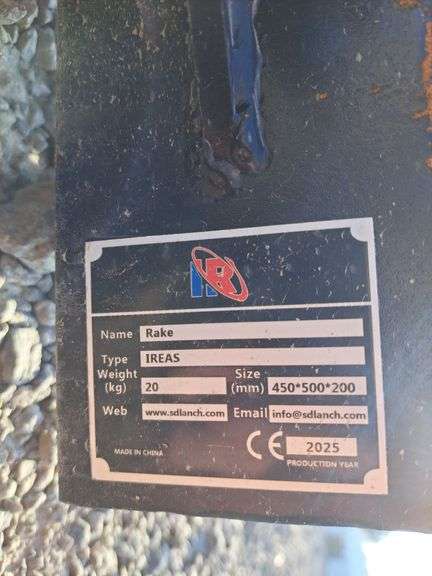 Name Rake
Type IREAS
Weight (kg) 20 Size (mm) 450*500*200
Web www.sdlanch.com Email info@sdlanch.com
MADE IN CHINA CE 2025
PRODUCTION YEAR